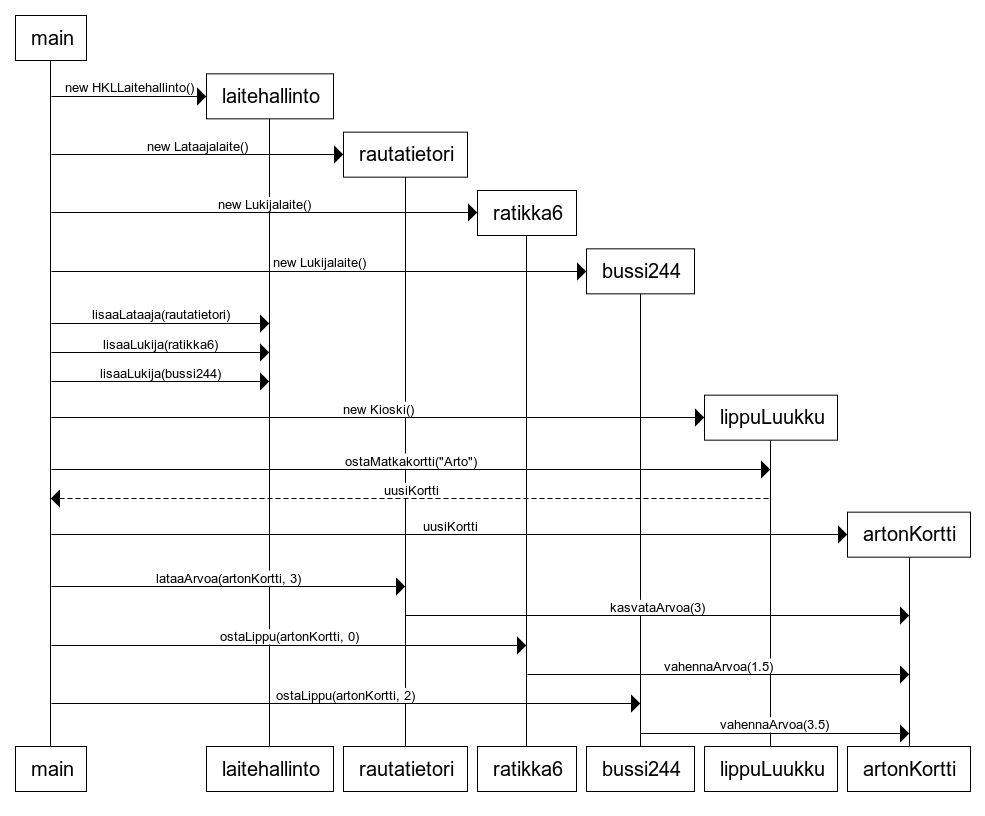 main
new HKLLaitehallinto()
laitehallinto
new Lataajalaite()
rautatietori
new Lukijalaite()
ratikka6
new Lukijalaite()
bussi244
lisaaLataaja(rautatietori)
lisaaLukija(ratikka6)
lisaaLukija(bussi244)
new Kioski()
lippuLuukku
ostaMatkakortti("Arto")
uusiKortti
uusiKortti
artonKortti
lataaArvoa(artonKortti, 3)
kasvataArvoa(3)
ostaLippu(artonKortti, 0)
vahennaArvoa(1.5)
ostaLippu(artonKortti, 2)
vahennaArvoa(3.5)
main
laitehallinto
rautatietori
ratikka6
bussi244
lippuLuukku
artonKortti